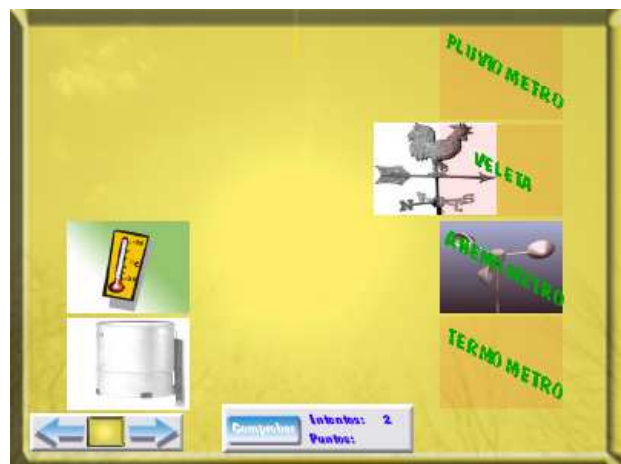 PLUVIO METRO
VELETA
ANEMO METRO
TERMO METRO
N
S
Comprobar
Intentos: 2
Puntos: